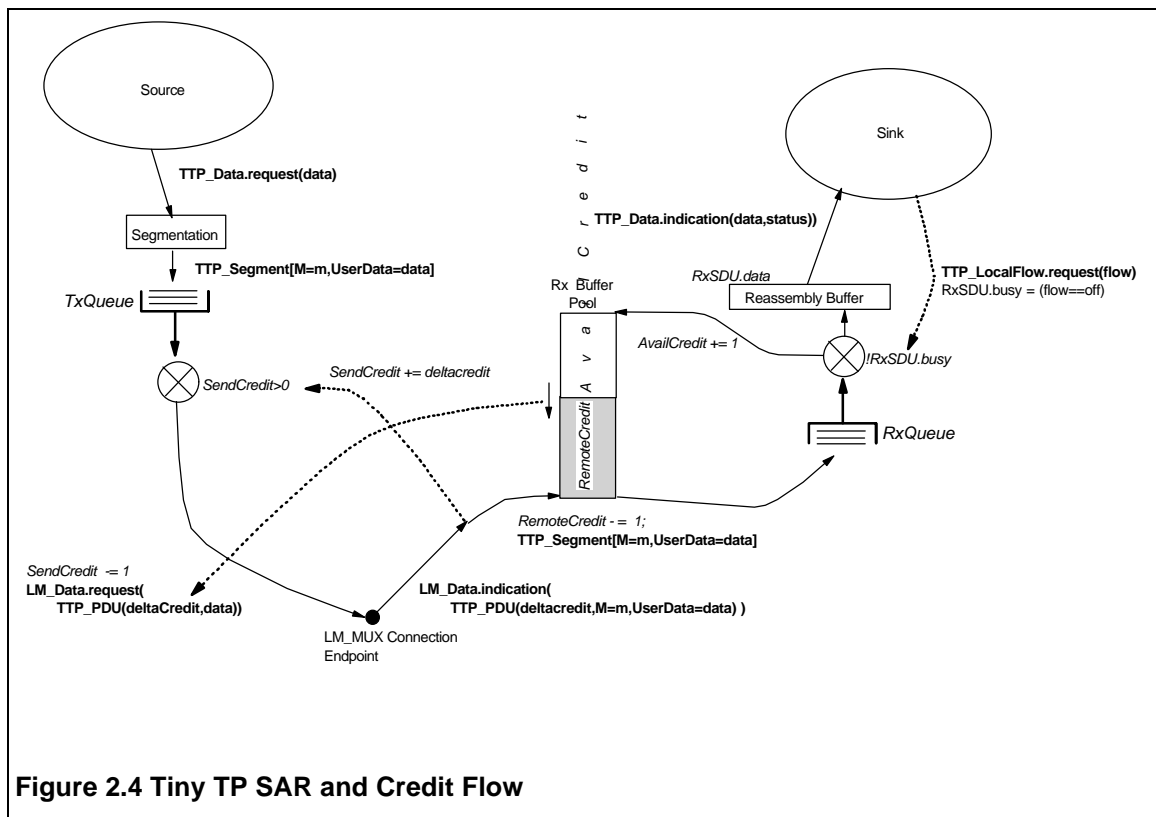 Source
TTP_Data.request(data)
Segmentation
TTP_Segment[M=m,UserData=data]
TxQueue
SendCredit>0
SendCredit += deltacredit
SendCredit -= 1
LM_Data.request(
TTP_PDU(deltaCredit,data))
LM_MUX Connection
Endpoint
LM_Data.indication(
TTP_PDU(deltacredit,M=m,UserData=data) )
RemoteCredit - = 1;
TTP_Segment[M=m,UserData=data]
Rx Buffer
Pool
AvailCredit
RemoteCredit
AvailCredit += 1
RxQueue
!RxSDU.busy
Reassembly Buffer
RxSDU.data
TTP_Data.indication(data,status))
Sink
TTP_LocalFlow.request(flow)
RxSDU.busy = (flow==off)
Figure 2.4 Tiny TP SAR and Credit Flow